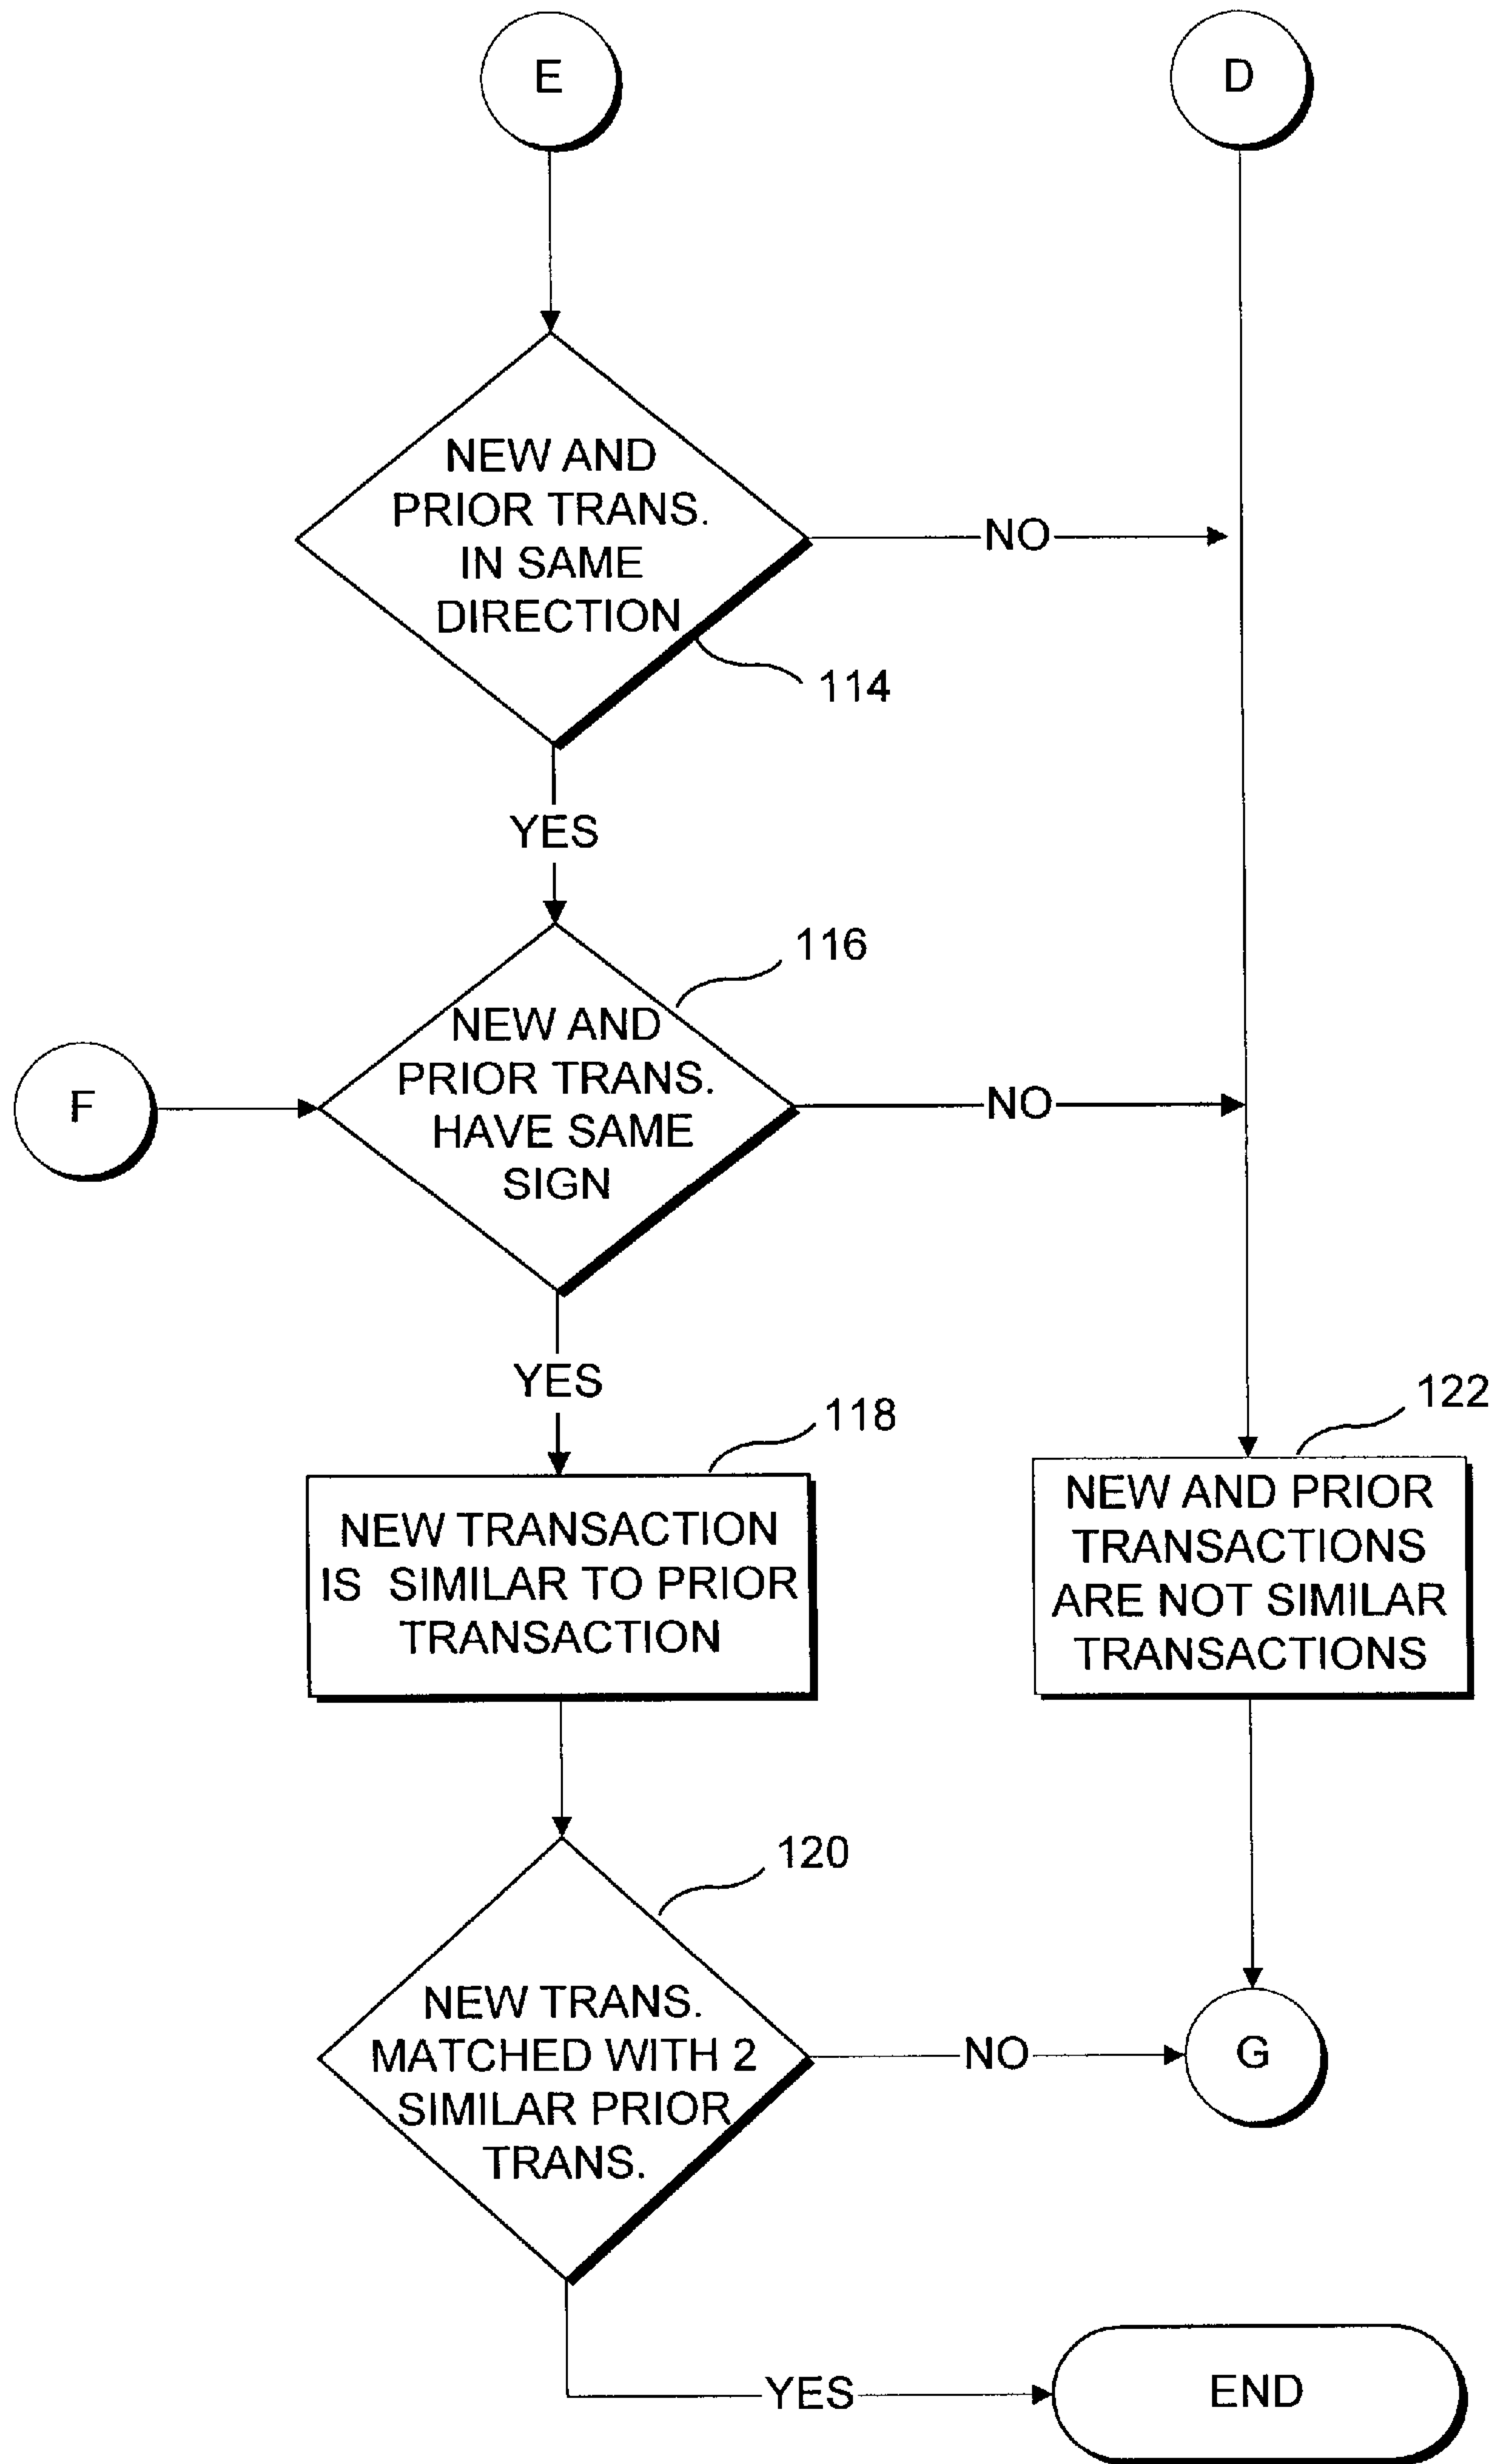 E
D
NEW AND
PRIOR TRANS.
IN SAME
DIRECTION
NO
114
YES
116
NEW AND
PRIOR TRANS.
HAVE SAME
SIGN
F
NO
YES
118
122
NEW TRANSACTION
IS SIMILAR TO PRIOR
TRANSACTION
NEW AND PRIOR
TRANSACTIONS
ARE NOT SIMILAR
TRANSACTIONS
120
NEW TRANS.
MATCHED WITH 2
SIMILAR PRIOR
TRANS.
NO
G
YES
END